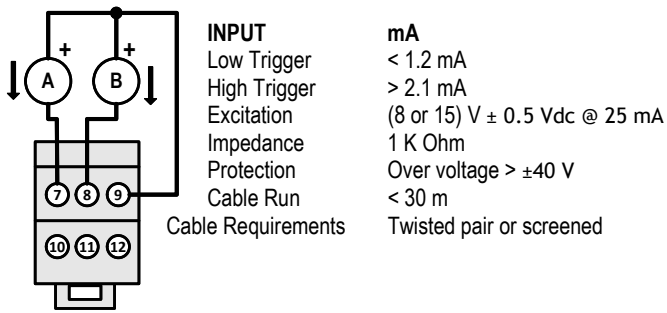 INPUT mA
Low Trigger < 1.2 mA
High Trigger > 2.1 mA
Excitation (8 or 15) V ± 0.5 Vdc @ 25 mA
Impedance 1 K Ohm
Protection Over voltage > ±40 V
Cable Run < 30 m
Cable Requirements Twisted pair or screened
+ +
A B
7 8 9
10 11 12